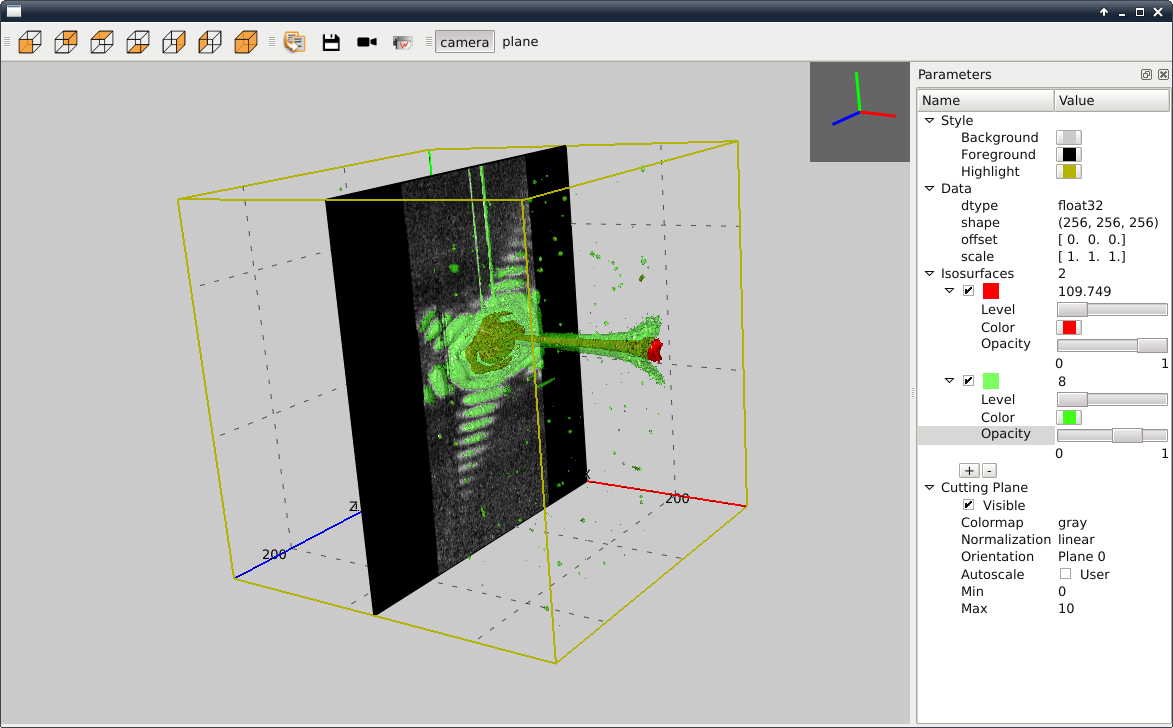 camera plane
Parameters
Name Value
Style
Background
Foreground
Highlight
Data
dtype float32
shape (256, 256, 256)
offset [ 0. 0. 0.]
scale [ 1. 1. 1.]
Isosurfaces 2
109.749
Level
Color
Opacity
0 1
8
Level
Color
Opacity
0 1
+ -
Cutting Plane
Visible
Colormap gray
Normalization linear
Orientation Plane 0
Autoscale User
Min 0
Max 10
X
200
Z
200